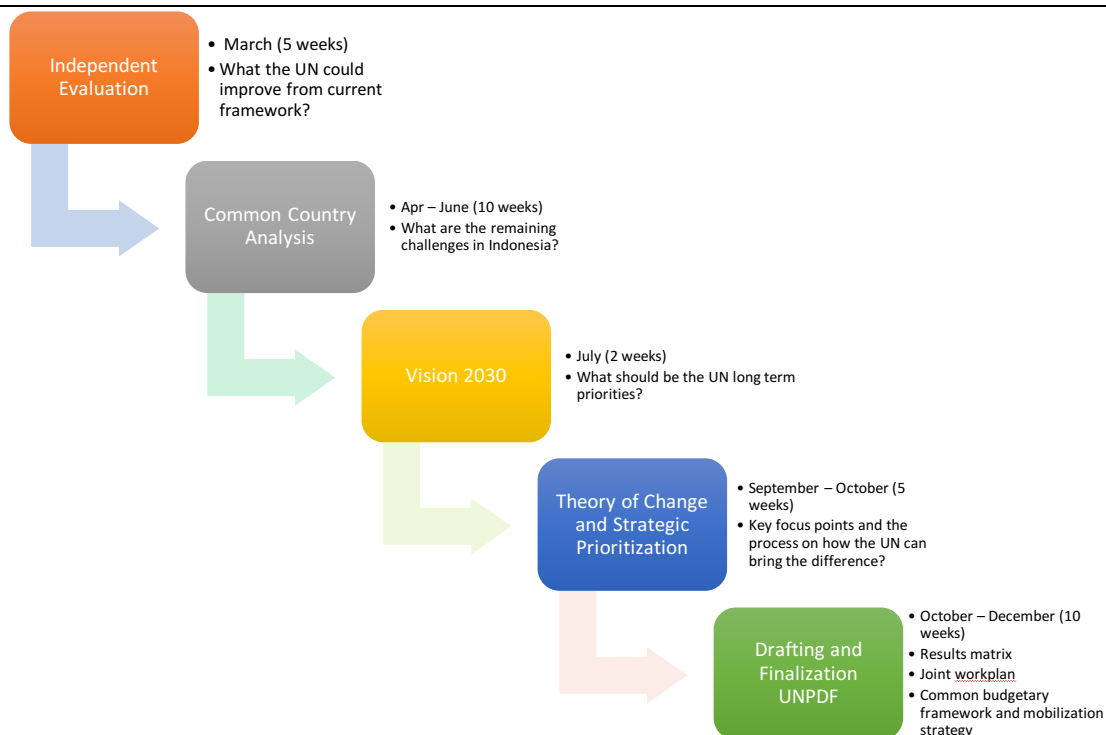 Independent
Evaluation
• March (5 weeks)
• What the UN could
improve from current
framework?
Common Country
Analysis
• Apr – June (10 weeks)
• What are the remaining
challenges in Indonesia?
Vision 2030
• July (2 weeks)
• What should be the UN long term
priorities?
Theory of Change
and Strategic
Prioritization
• September – October (5
weeks)
• Key focus points and the
process on how the UN can
bring the difference?
Drafting and
Finalization
UNPDF
• October – December (10
weeks)
• Results matrix
• Joint workplan
• Common budgetary
framework and mobilization
strategy